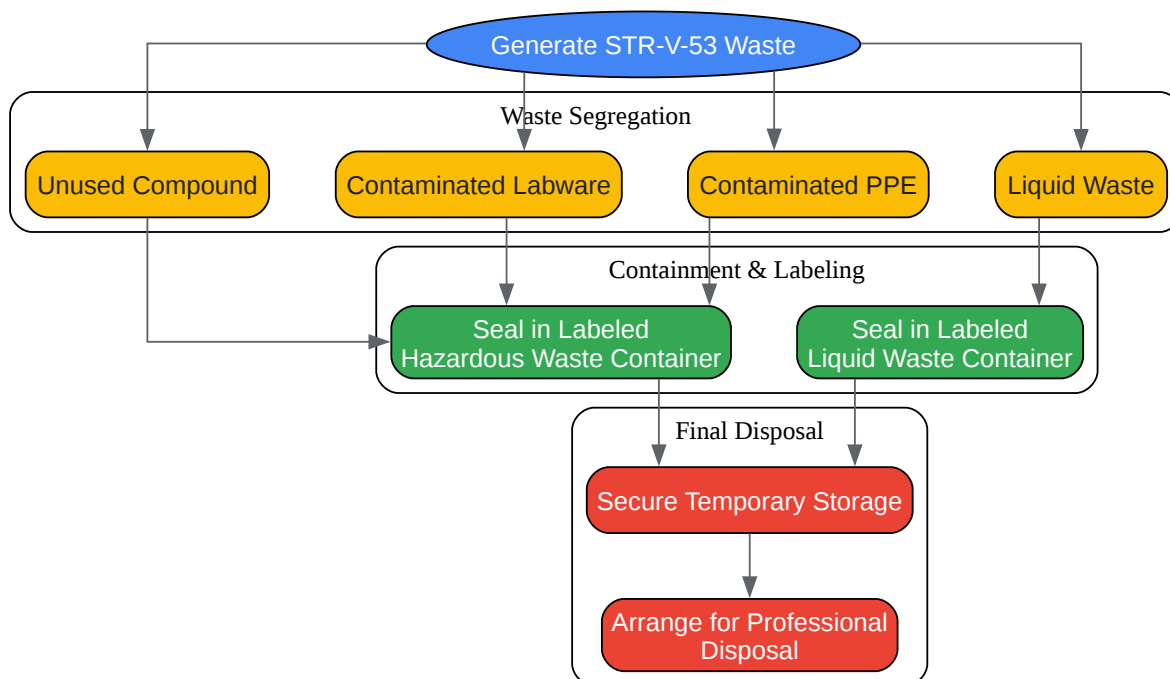 Generate STR-V-53 Waste
Waste Segregation
Unused Compound
Contaminated Labware
Contaminated PPE
Liquid Waste
Containment & Labeling
Seal in Labeled
Hazardous Waste Container
Seal in Labeled
Liquid Waste Container
Final Disposal
Secure Temporary Storage
Arrange for Professional
Disposal